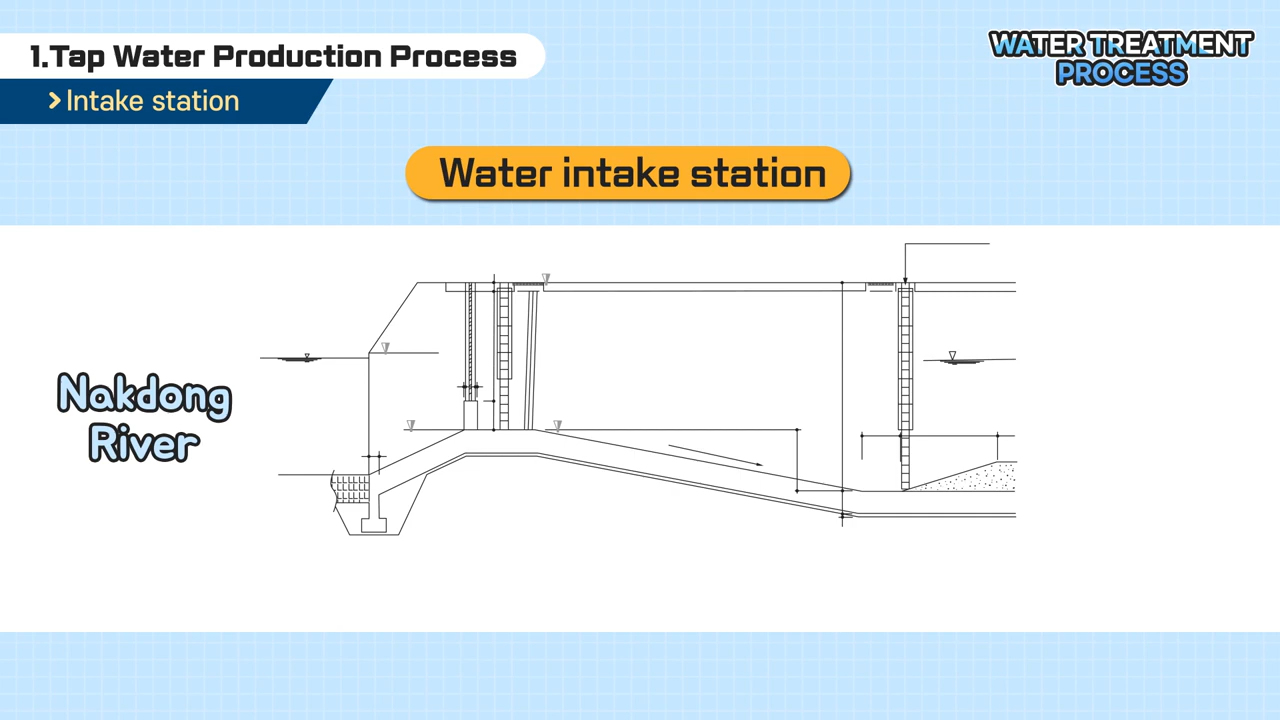 1.Tap Water Production Process
WATER TREATMENT
PROCESS
Intake station
Water intake station
Nakdong
River